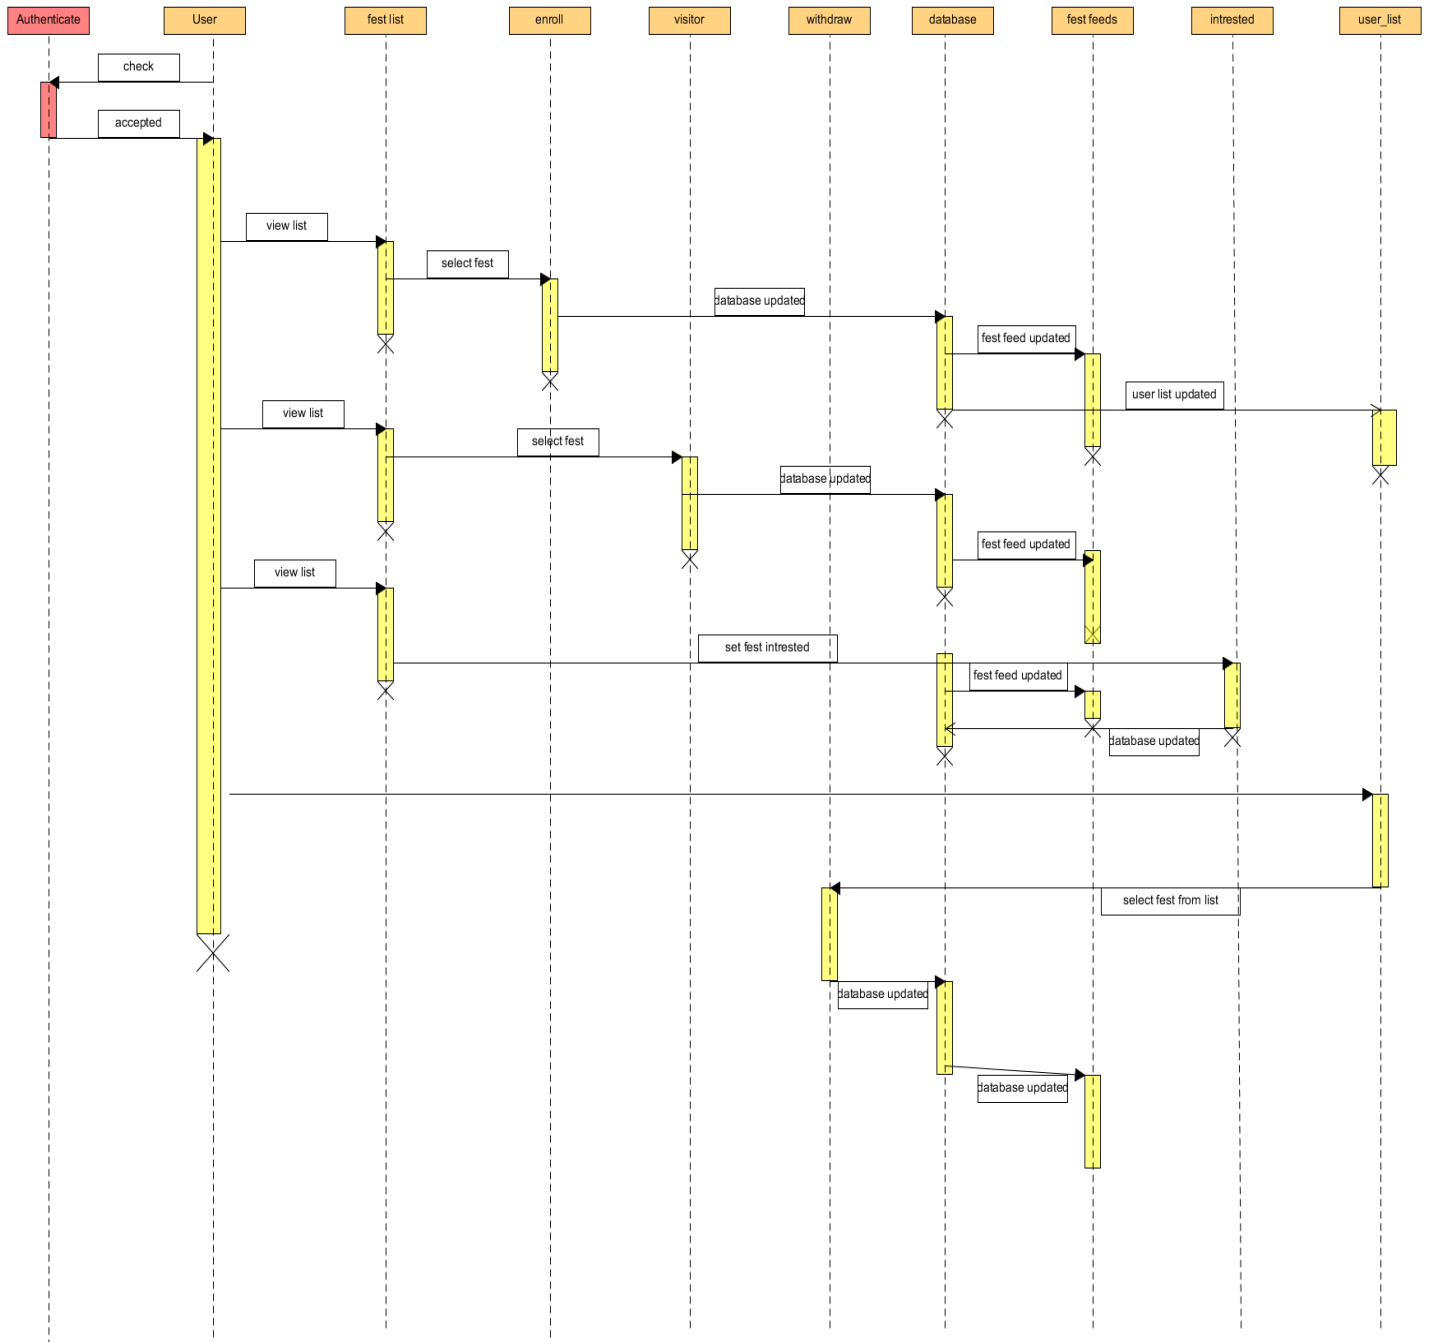 Authenticate
User
fest list
enroll
visitor
withdraw
database
fest feeds
intrested
user_list
check
accepted
view list
select fest
database updated
fest feed updated
user list updated
view list
select fest
database updated
fest feed updated
view list
set fest intrested
fest feed updated
database updated
select fest from list
database updated
database updated